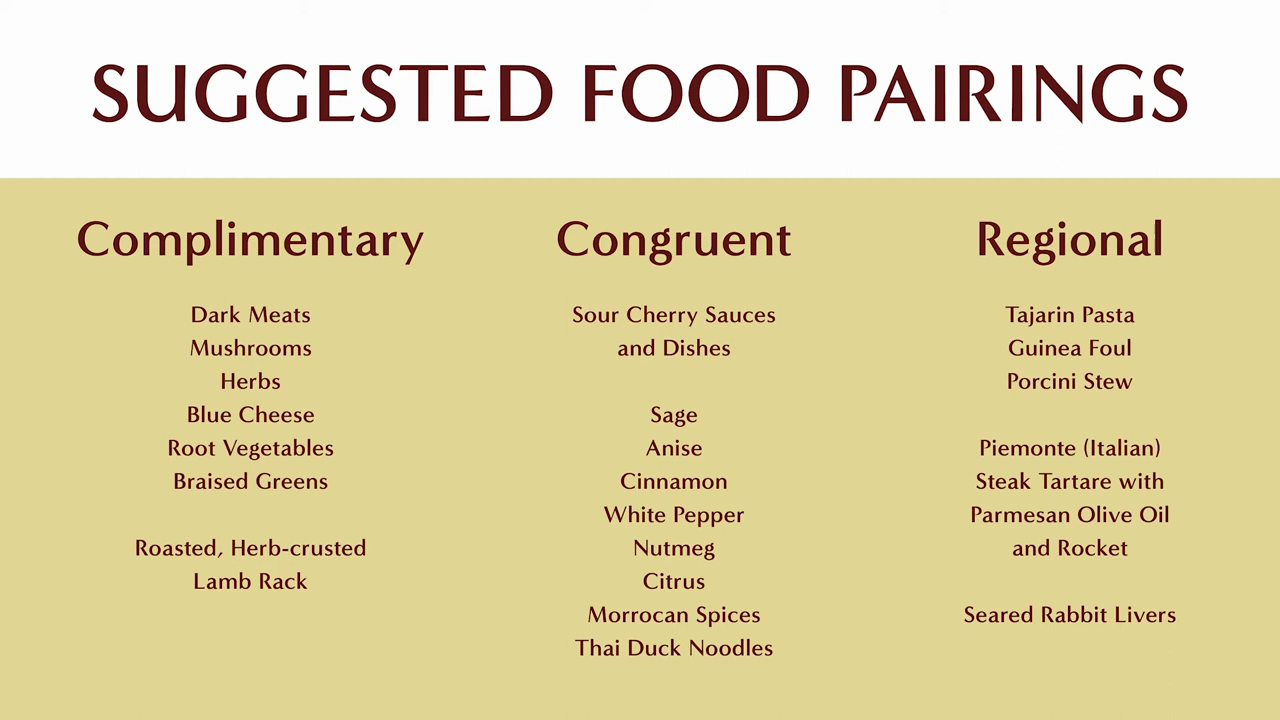 SUGGESTED FOOD PAIRINGS
Complimentary
Dark Meats
Mushrooms
Herbs
Blue Cheese
Root Vegetables
Braised Greens
Roasted, Herb-crusted
Lamb Rack
Congruent
Sour Cherry Sauces
and Dishes
Sage
Anise
Cinnamon
White Pepper
Nutmeg
Citrus
Morrocan Spices
Thai Duck Noodles
Regional
Tajarin Pasta
Guinea Foul
Porcini Stew
Piemonte (Italian)
Steak Tartare with
Parmesan Olive Oil
and Rocket
Seared Rabbit Livers